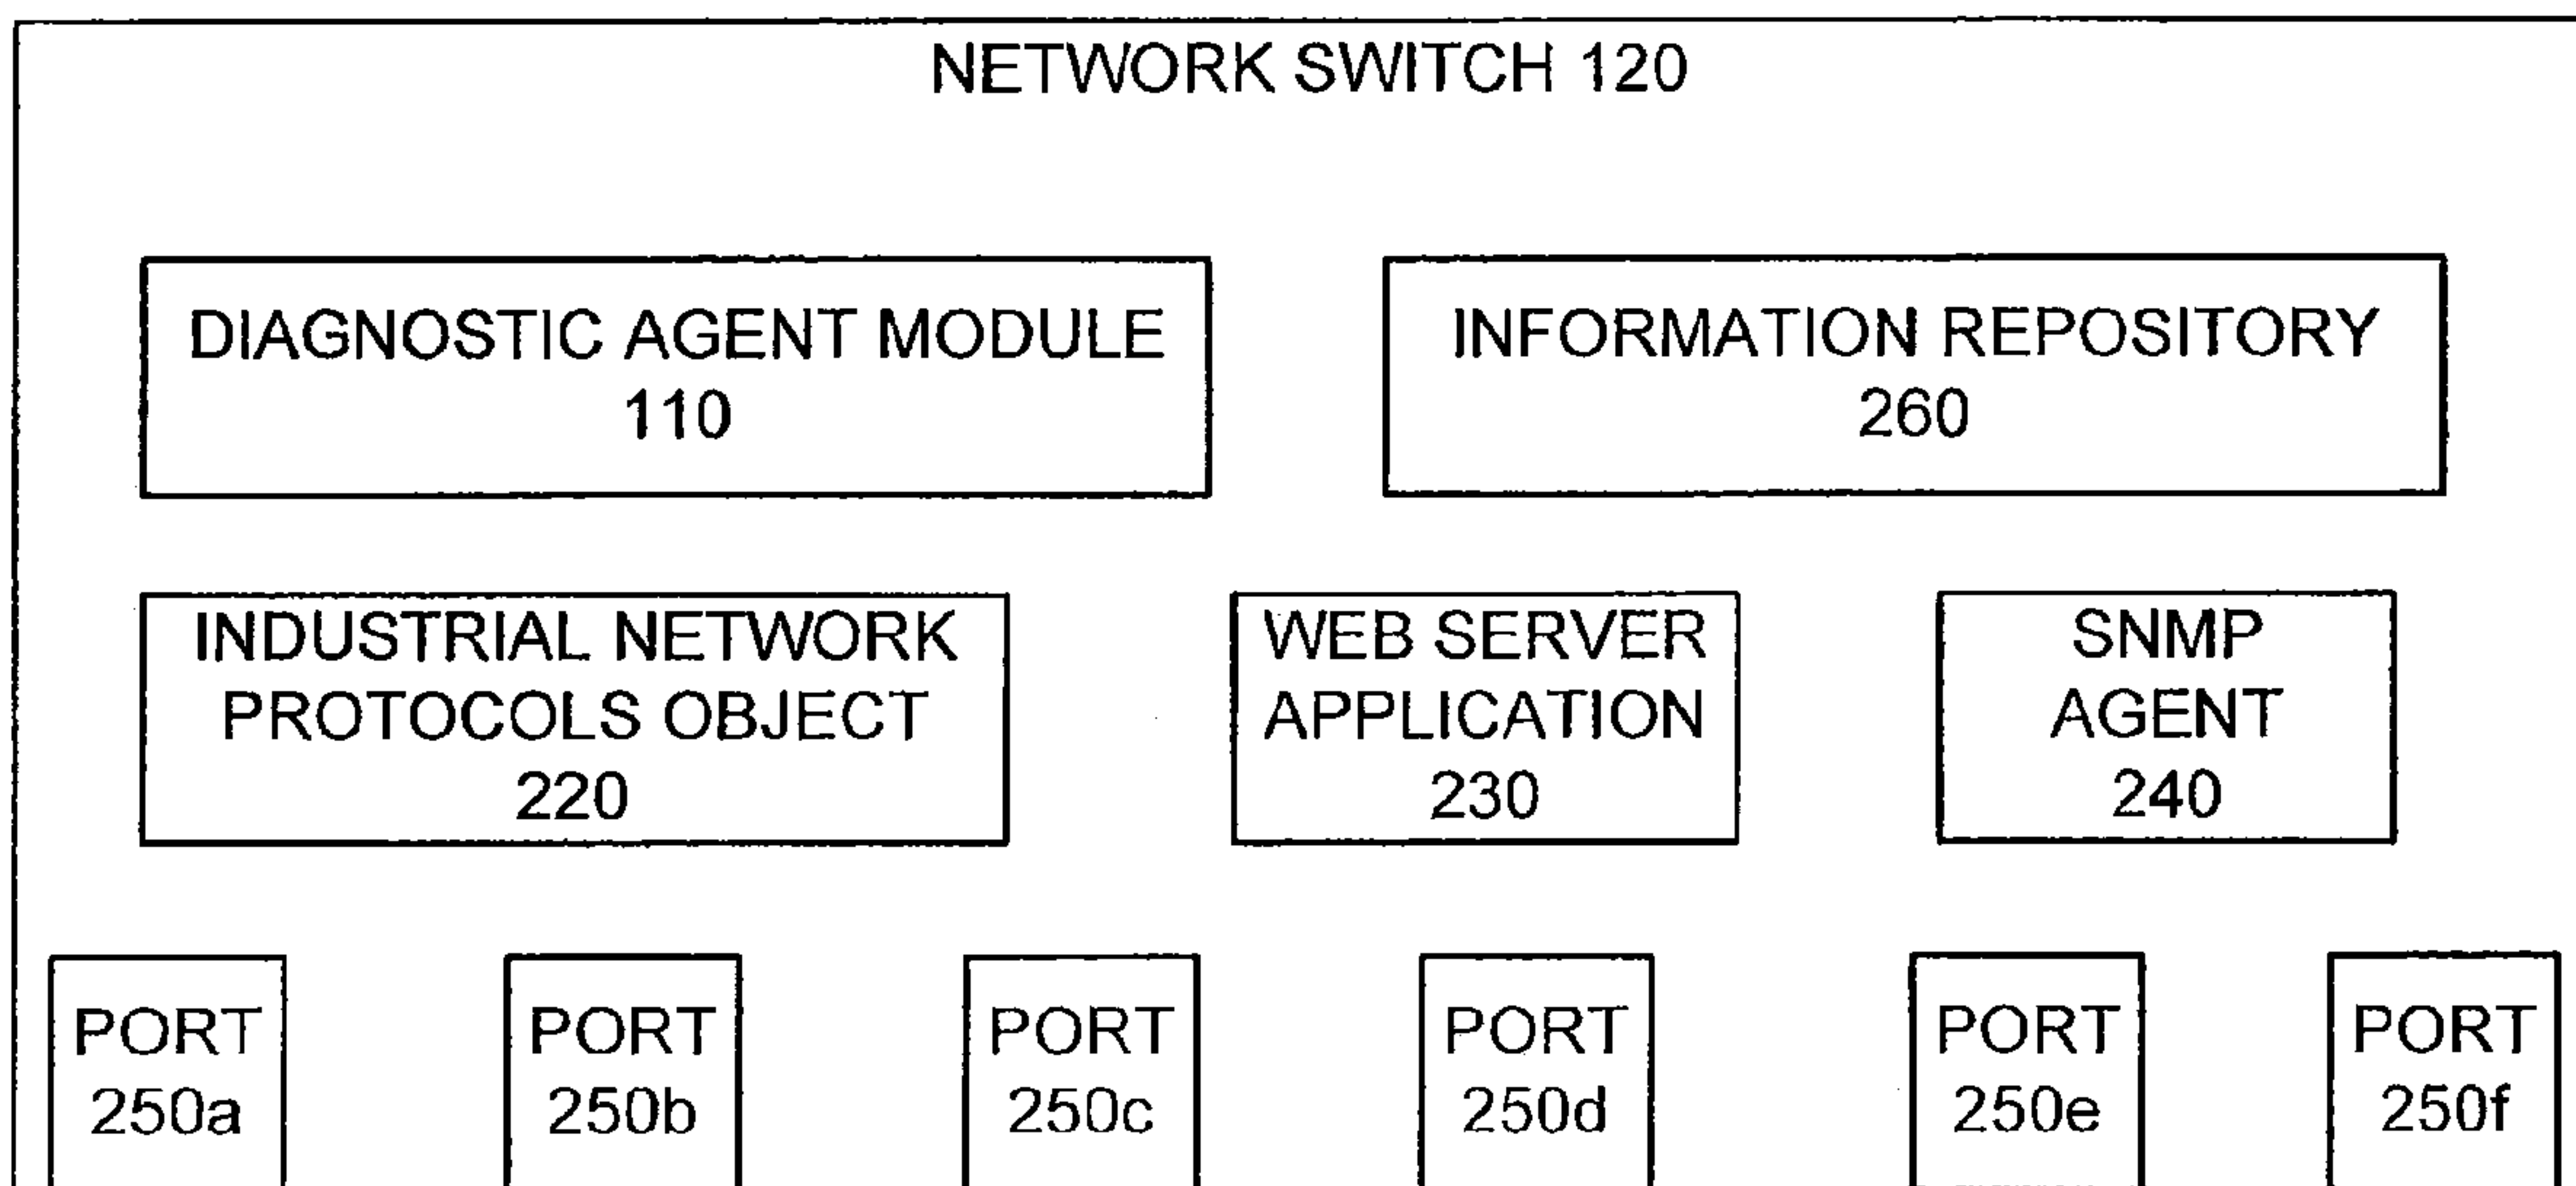 NETWORK SWITCH 120
DIAGNOSTIC AGENT MODULE
110
INFORMATION REPOSITORY
260
INDUSTRIAL NETWORK
PROTOCOLS OBJECT
220
WEB SERVER
APPLICATION
230
SNMP
AGENT
240
PORT
250a
PORT
250b
PORT
250c
PORT
250d
PORT
250e
PORT
250f